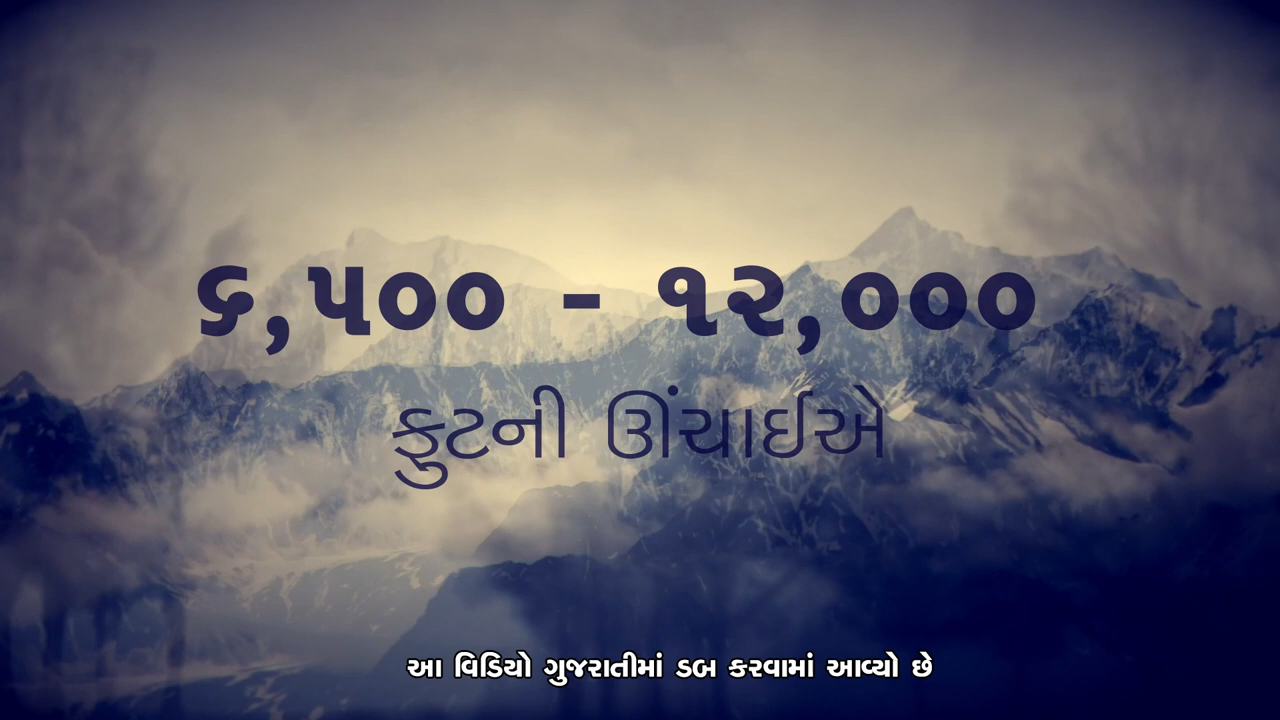 ૬,૫૦૦ - ૧૨,૦૦૦
ફુટની ઊંચાઈએ
આ વિડિયો ગુજરાતીમાં ડબ કરવામાં આવ્યો છે